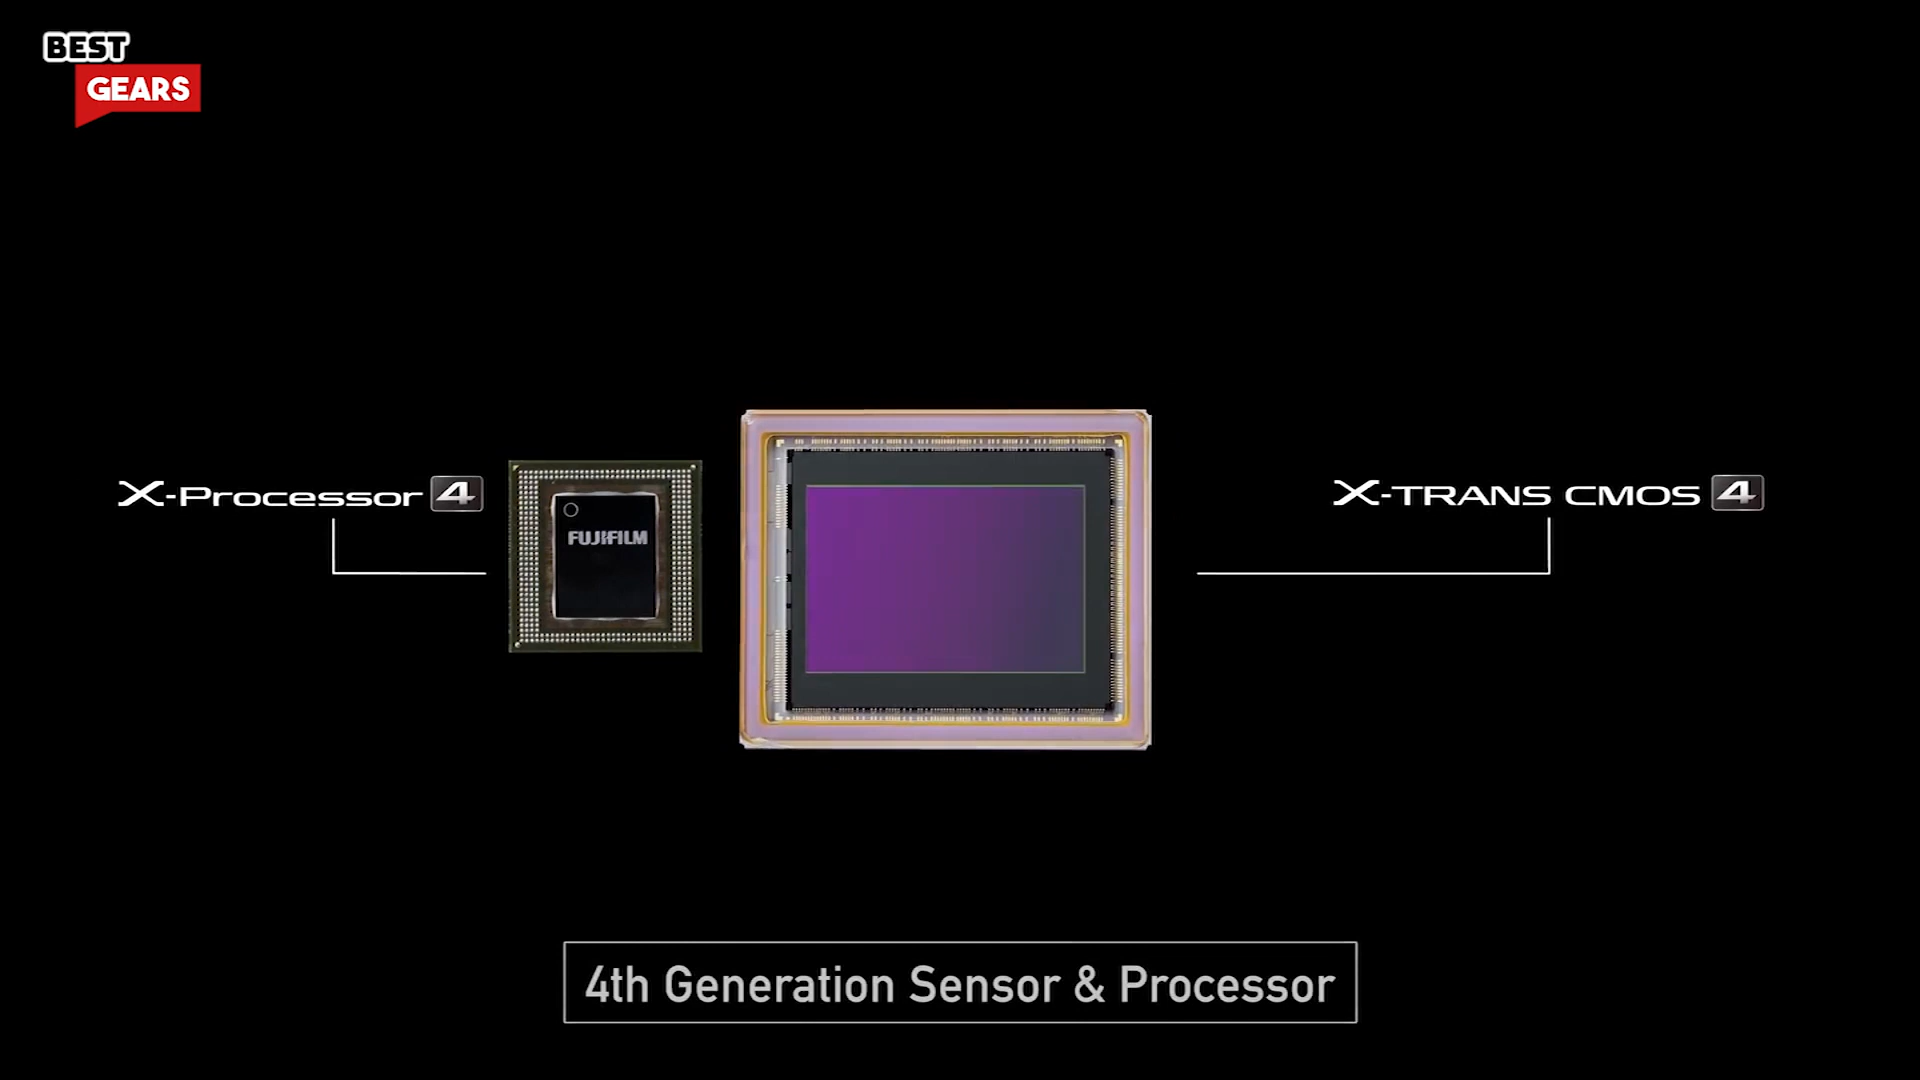 BEST
GEARS
X-Processor 4
FUJIFILM
X-TRANS CMOS 4
4th Generation Sensor & Processor